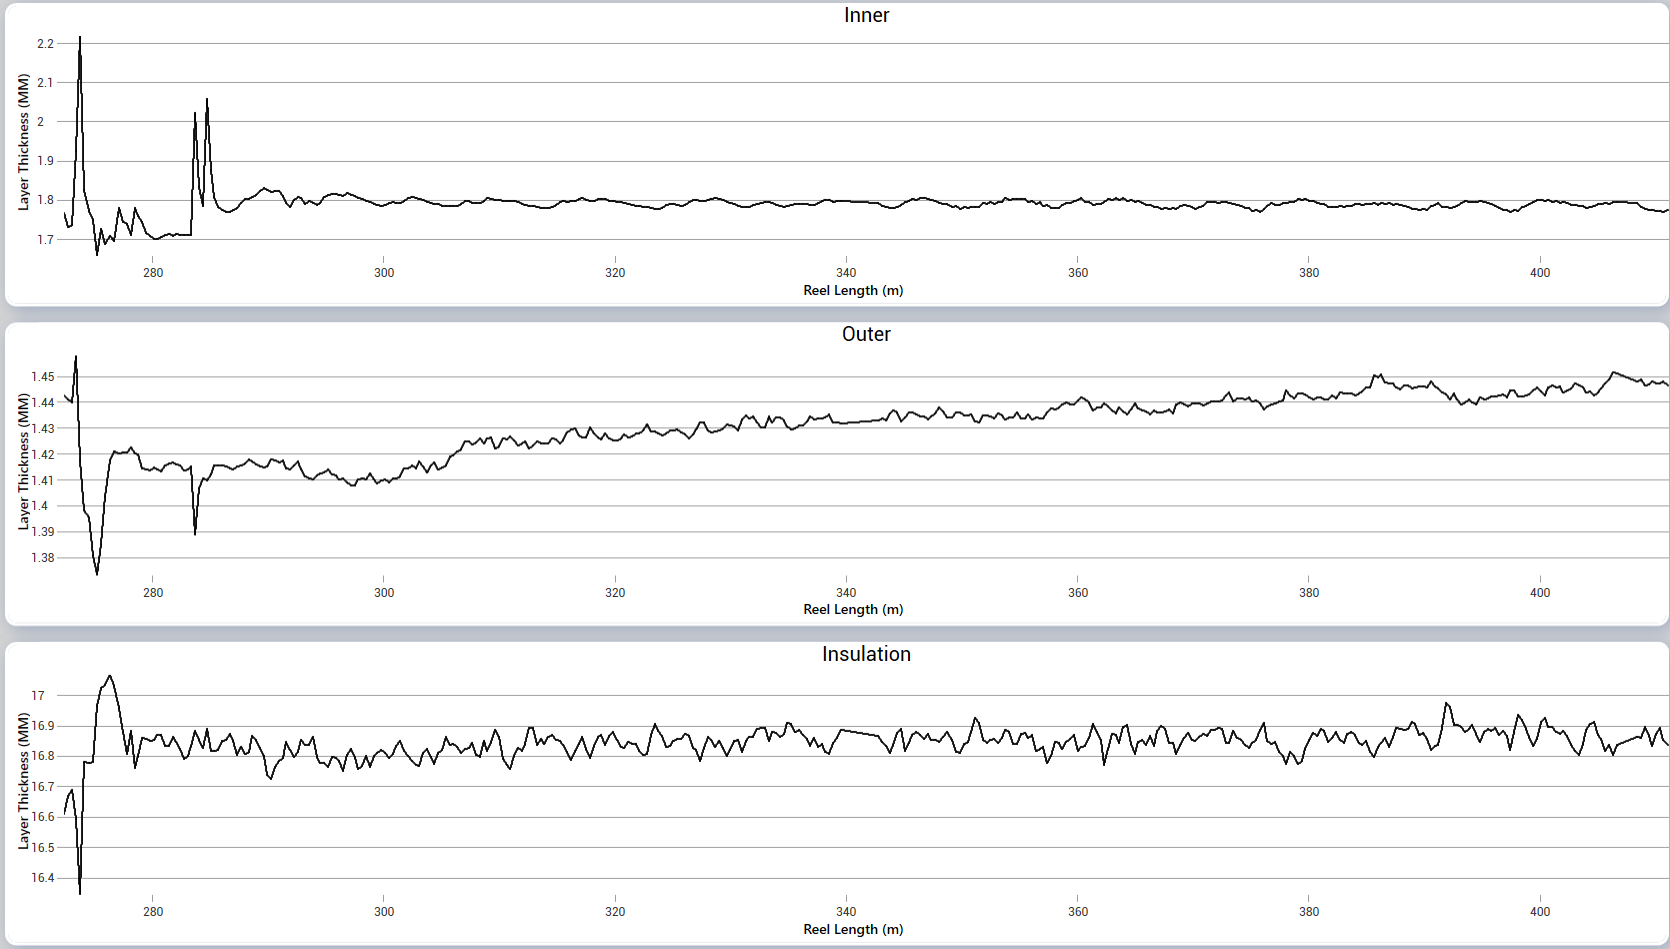 Inner
Layer Thickness (MM)
2.2
2.1
2
1.9
1.8
1.7
280 300 320 340 360 380 400
Reel Length (m)
Outer
Layer Thickness (MM)
1.45
1.44
1.43
1.42
1.41
1.4
1.39
1.38
280 300 320 340 360 380 400
Reel Length (m)
Insulation
Layer Thickness (MM)
17
16.9
16.8
16.7
16.6
16.5
16.4
280 300 320 340 360 380 400
Reel Length (m)